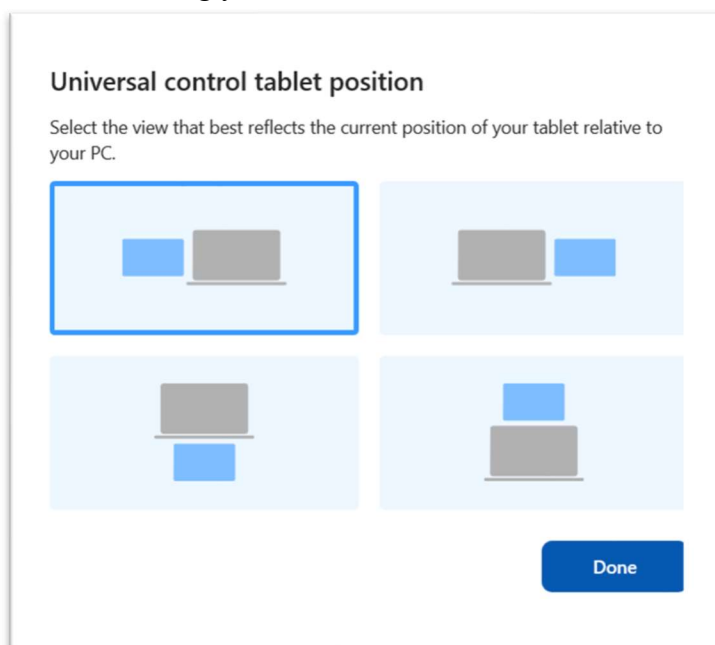 Universal control tablet position
Select the view that best reflects the current position of your tablet relative to
your PC.
Done